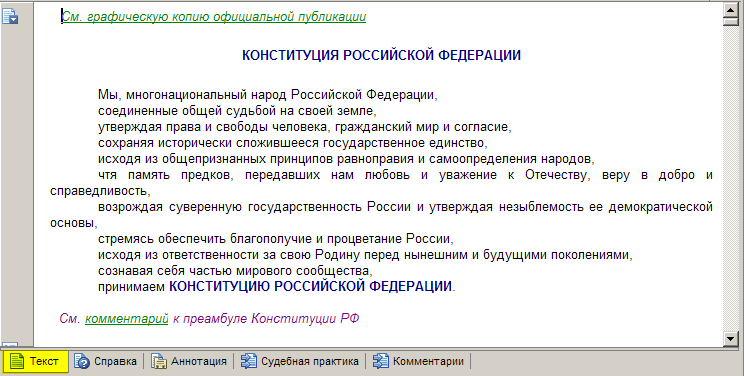 См. графическую копию официальной публикации
КОНСТИТУЦИЯ РОССИЙСКОЙ ФЕДЕРАЦИИ
Мы, многонациональный народ Российской Федерации,
соединенные общей судьбой на своей земле,
утверждая права и свободы человека, гражданский мир и согласие,
сохраняя исторически сложившееся государственное единство,
исходя из общепризнанных принципов равноправия и самоопределения народов,
чтя память предков, передавших нам любовь и уважение к Отечеству, веру в добро и
справедливость,
возрождая суверенную государственность России и утверждая незыблемость ее демократической
основы,
стремясь обеспечить благополучие и процветание России,
исходя из ответственности за свою Родину перед нынешним и будущими поколениями,
сознавая себя частью мирового сообщества,
принимаем КОНСТИТУЦИЮ РОССИЙСКОЙ ФЕДЕРАЦИИ.
См. комментарий к преамбуле Конституции РФ
Текст Справка Аннотация Судебная практика Комментарии